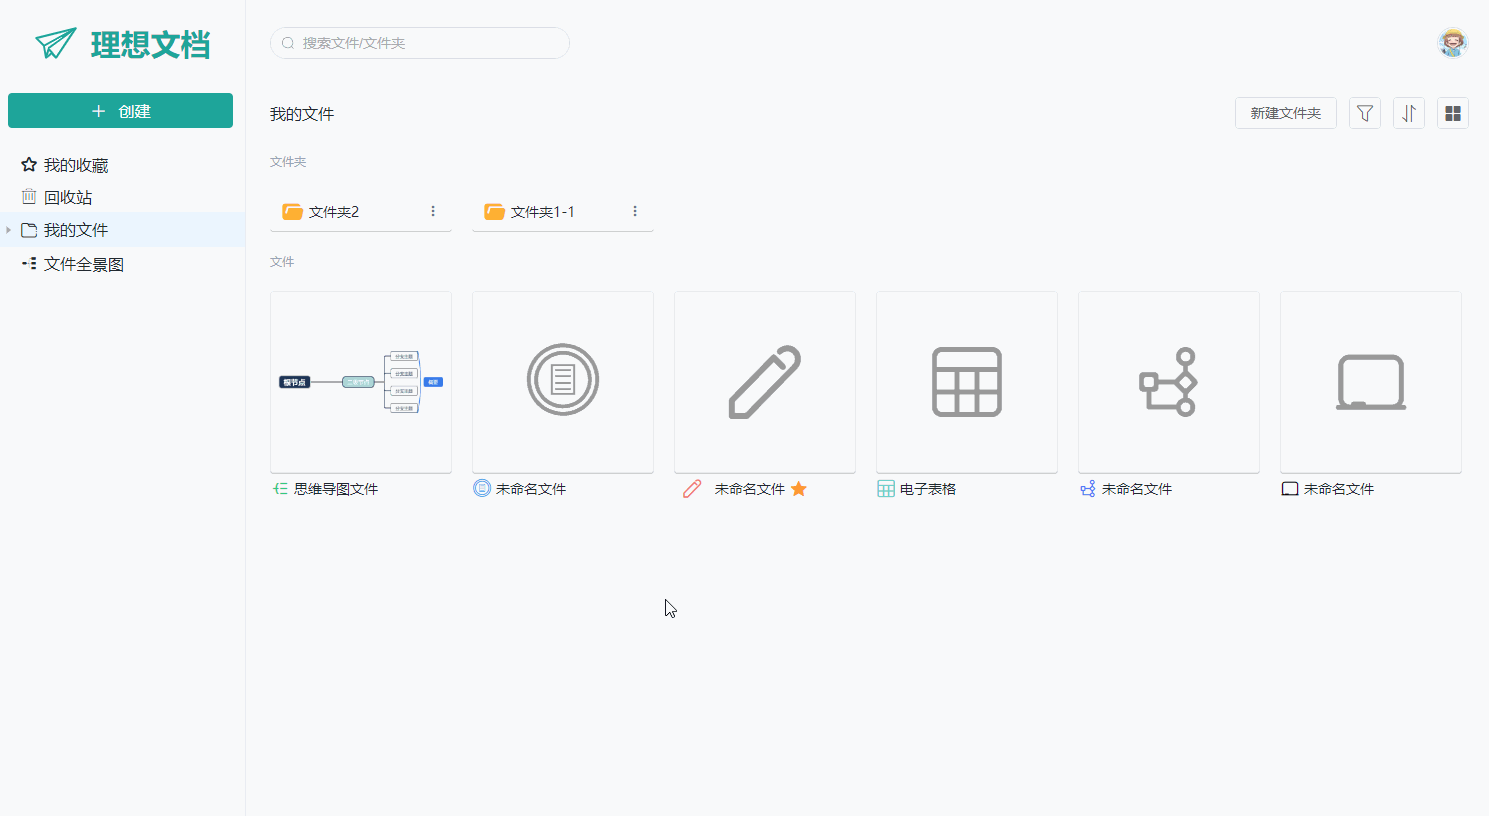 理想文档
搜索文件/文件夹
创建
我的收藏
回收站
我的文件
文件全景图
我的文件
新建文件夹
文件夹
文件夹2
文件夹1-1
文件
根节点
二级节点
分支主题
分支主题
分支主题
分支主题
概要
思维导图文件
未命名文件
未命名文件
电子表格
未命名文件
未命名文件